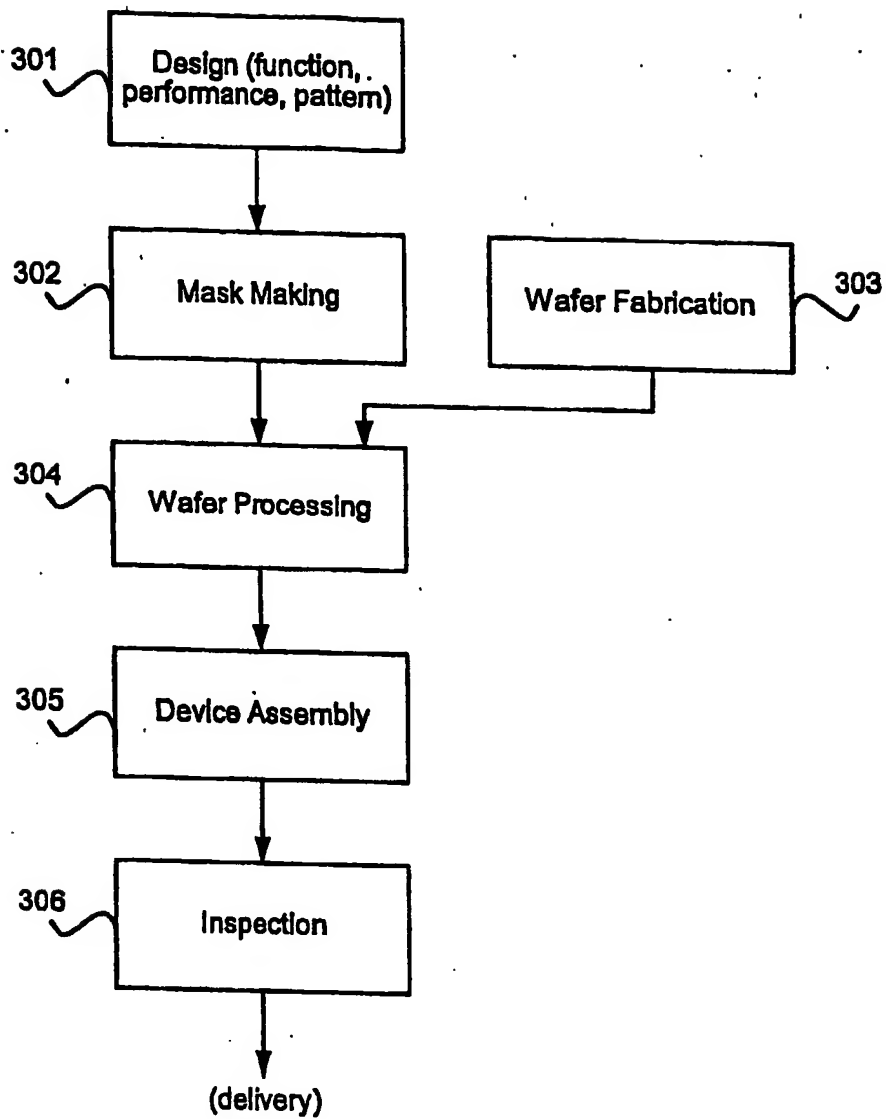 301
Design (function,
performance, pattern)
302
Mask Making
Wafer Fabrication
303
304
Wafer Processing
305
Device Assembly
306
Inspection
(delivery)